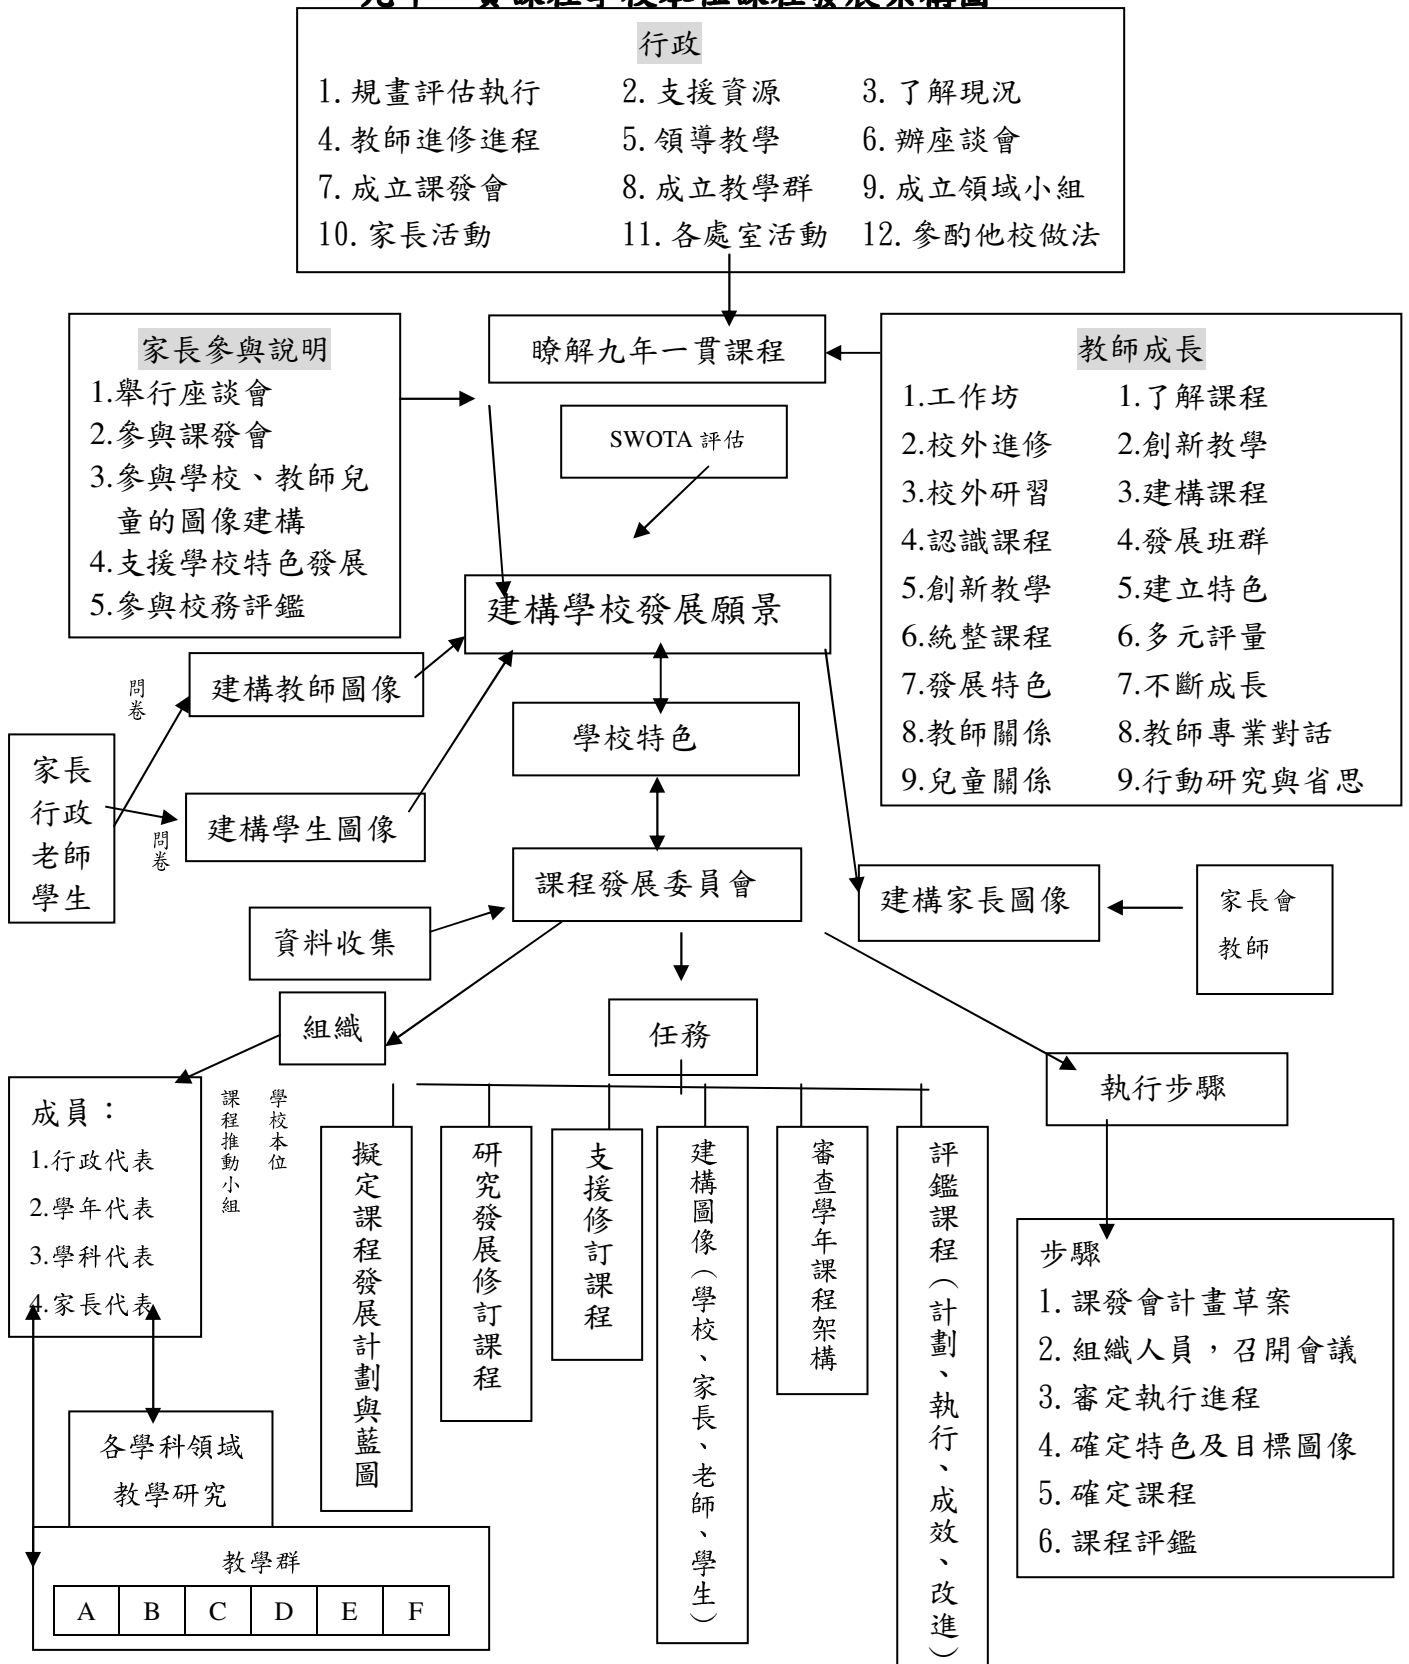 九年一貫課程學校本位課程發展架構圖
行政
1.規畫評估執行 2.支援資源 3.了解現況
4.教師進修進程 5.領導教學 6.辦座談會
7.成立課發會 8.成立教學群 9.成立領域小組
10.家長活動 11.各處室活動 12.參酌他校做法
家長參與說明
1.舉行座談會
2.參與課發會
3.參與學校、教師兒
童的圖像建構
4.支援學校特色發展
5.參與校務評鑑
瞭解九年一貫課程
SWOTA 評估
教師成長
1.工作坊 1.了解課程
2.校外進修 2.創新教學
3.校外研習 3.建構課程
4.認識課程 4.發展班群
5.創新教學 5.建立特色
6.統整課程 6.多元評量
7.發展特色 7.不斷成長
8.教師關係 8.教師專業對話
9.兒童關係 9.行動研究與省思
建構學校發展願景
問卷
建構教師圖像
學校特色
家長
行政
老師
學生
問卷
建構學生圖像
課程發展委員會
建構家長圖像
家長會
教師
資料收集
組織
任務
執行步驟
成員：
1.行政代表
2.學年代表
3.學科代表
4.家長代表
學校本位
課程推動小組
擬定課程發展計劃與藍圖
研究發展修訂課程
支援修訂課程
建構圖像（學校、家長、老師、學生）
審查學年課程架構
評鑑課程（計劃、執行、成效、改進）
步驟
1.課發會計畫草案
2.組織人員，召開會議
3.審定執行進程
4.確定特色及目標圖像
5.確定課程
6.課程評鑑
各學科領域
教學研究
教學群
A B C D E F